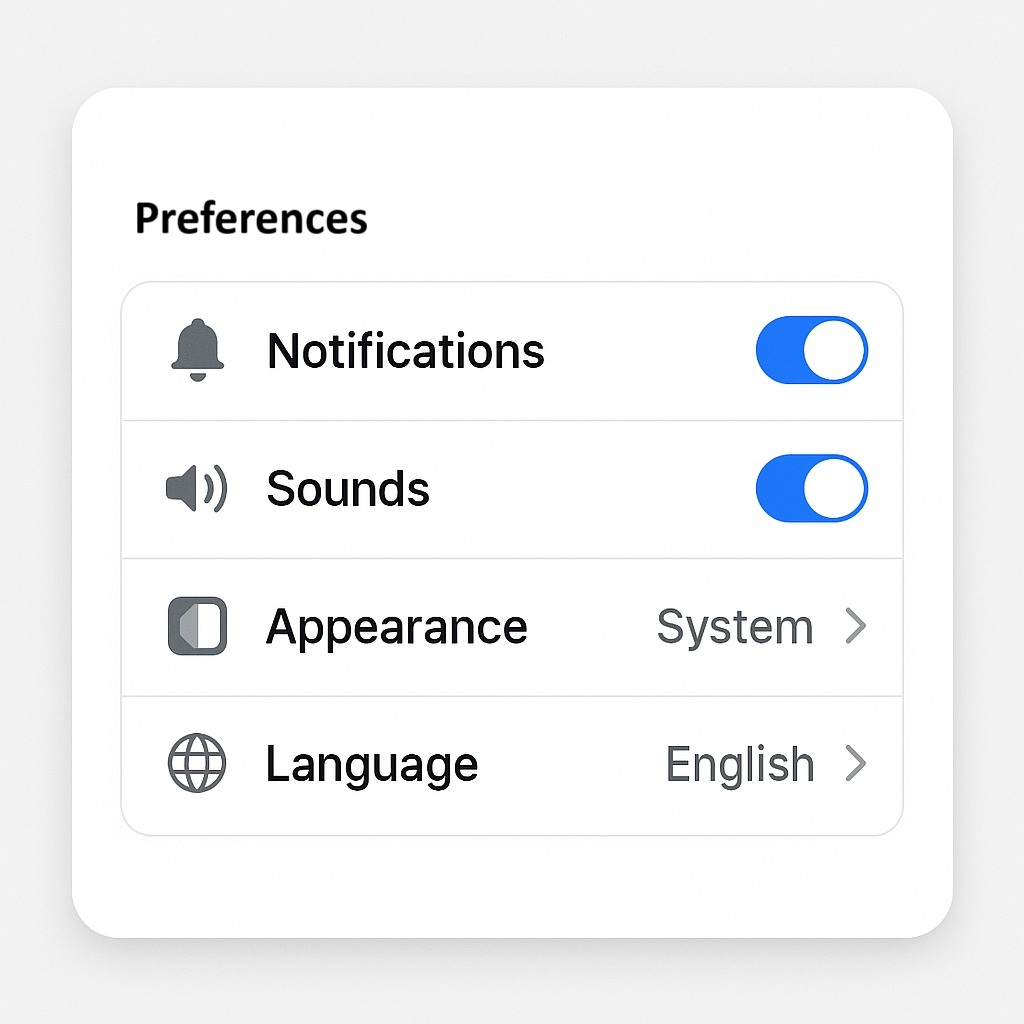 Preferences
Notifications
Sounds
Appearance System
Language English